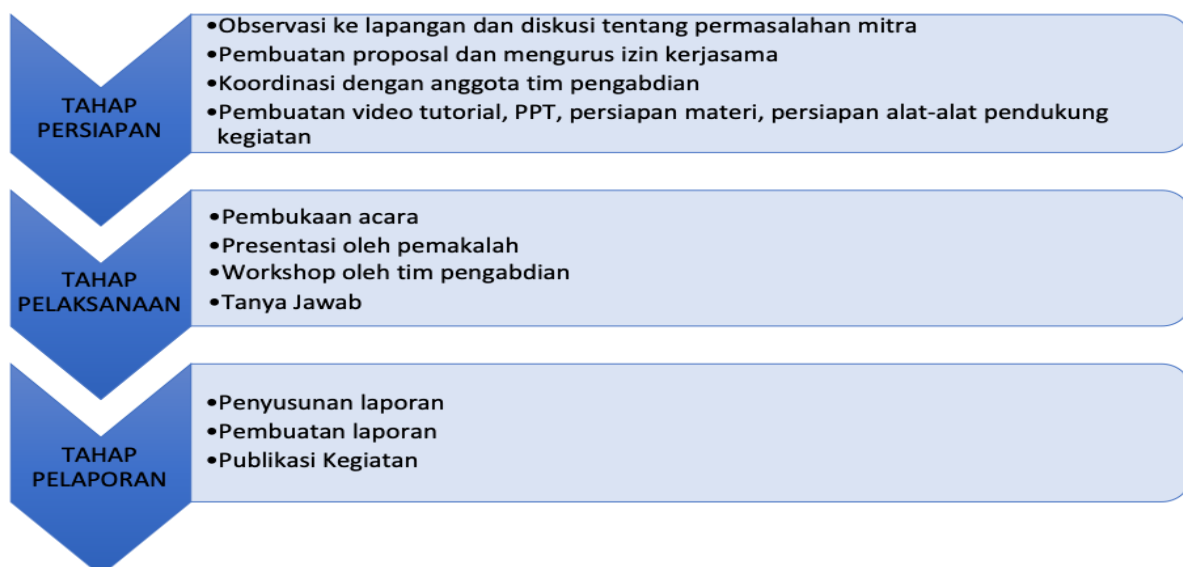 TAHAP
PERSIAPAN
•Observasi ke lapangan dan diskusi tentang permasalahan mitra
•Pembuatan proposal dan mengurus izin kerjasama
•Koordinasi dengan anggota tim pengabdian
•Pembuatan video tutorial, PPT, persiapan materi, persiapan alat-alat pendukung
kegiatan
TAHAP
PELAKSANAAN
•Pembukaan acara
•Presentasi oleh pemakalah
•Workshop oleh tim pengabdian
•Tanya Jawab
TAHAP
PELAPORAN
•Penyusunan laporan
•Pembuatan laporan
•Publikasi Kegiatan